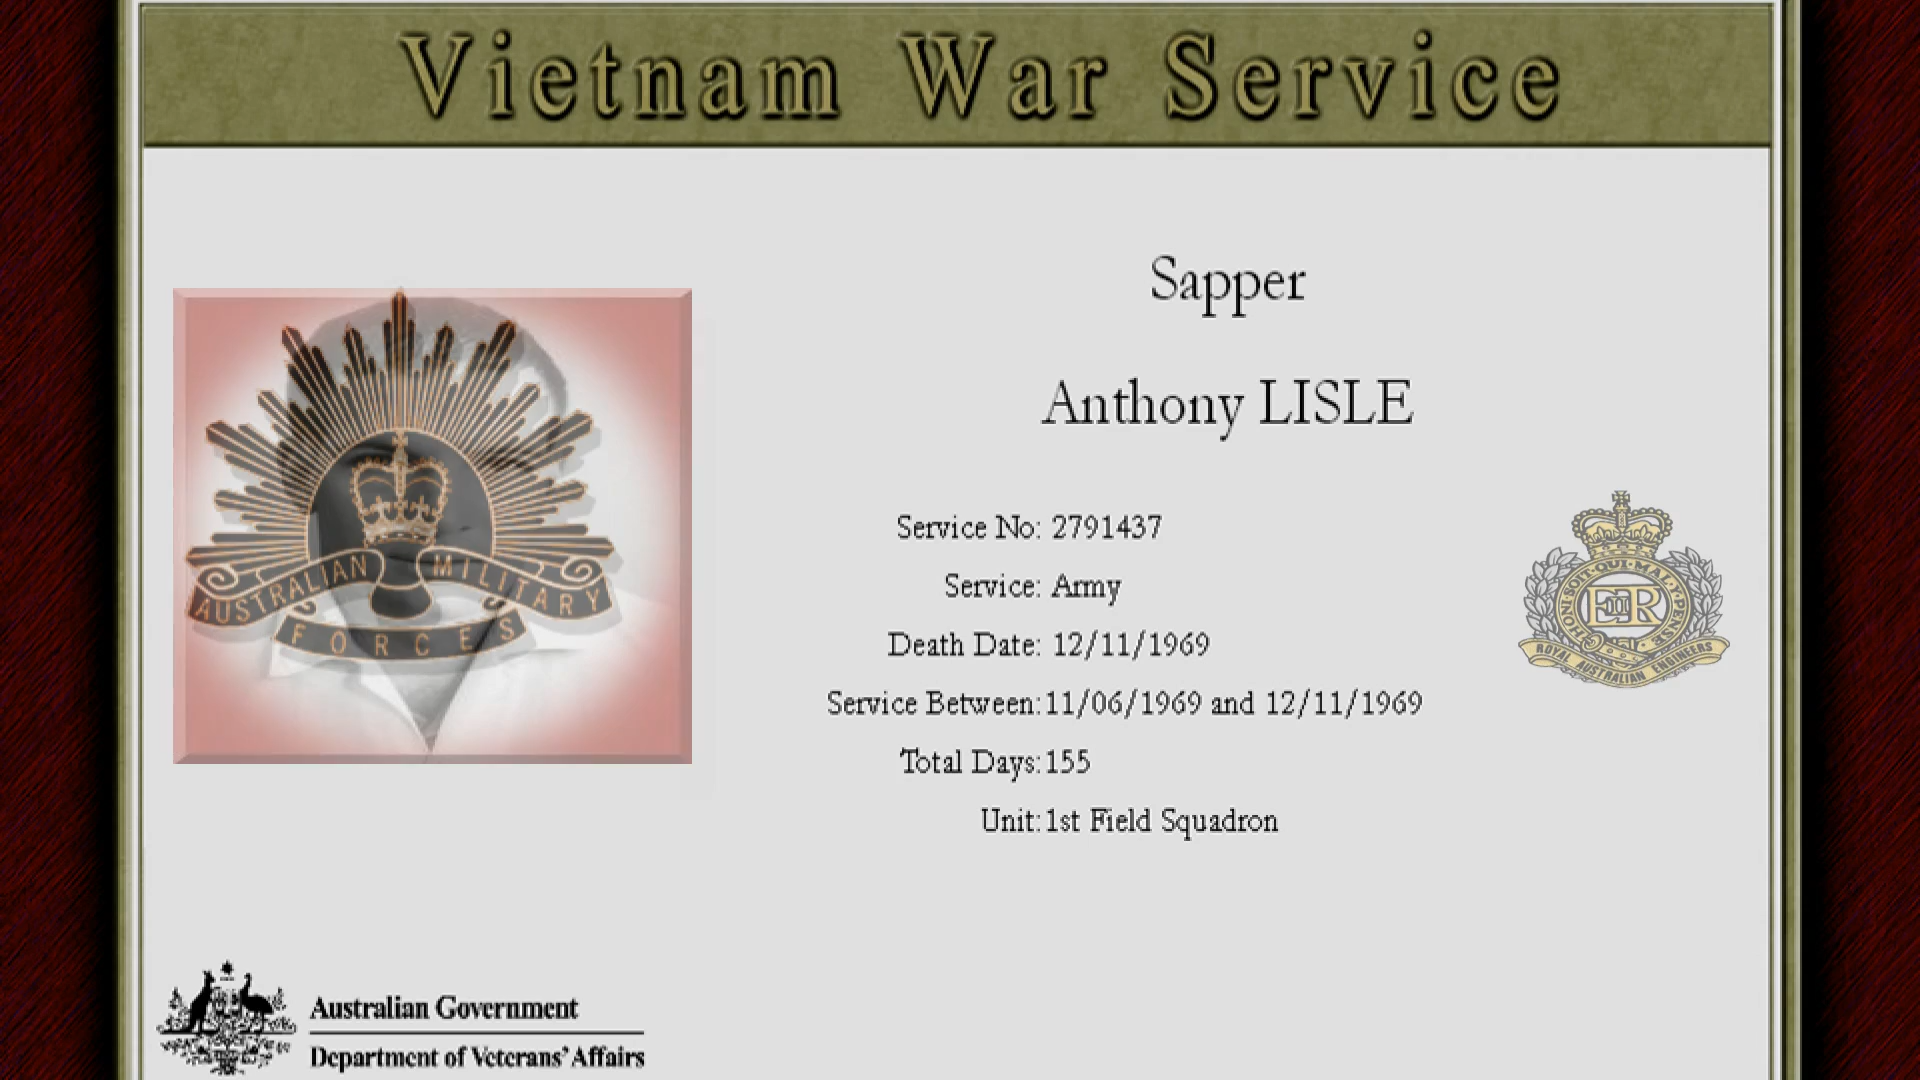 Vietnam War Service
Sapper
Anthony LISLE
Service No: 2791437
Service: Army
Death Date: 12/11/1969
Service Between: 11/06/1969 and 12/11/1969
Total Days: 155
Unit: 1st Field Squadron
AUSTRALIAN MILITARY
FORCES
HONI·SOIT·QUI·MAL·Y·PENSE
EIIR
ROYAL AUSTRALIAN ENGINEERS
Australian Government
Department of Veterans' Affairs